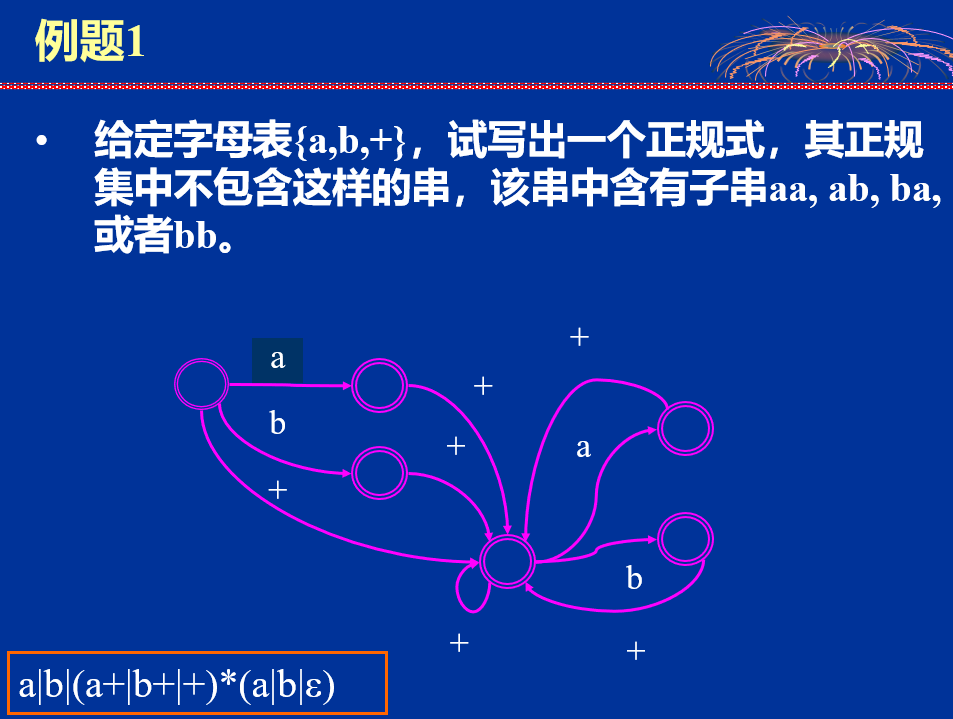 例题1
• 给定字母表{a,b,+}，试写出一个正规式，其正规
集中不包含这样的串，该串中含有子串aa, ab, ba,
或者bb。
+
a
+
b
+
a
+
b
+
+
a|b|(a+|b+|+)*(a|b|ε)